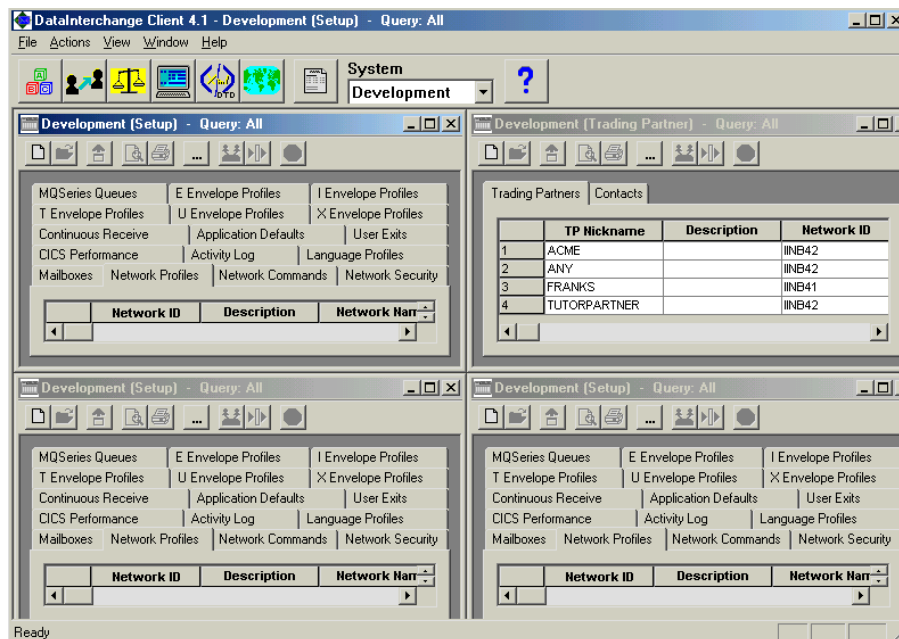 DataInterchange Client 4.1 - Development (Setup) - Query: All
File Actions View Window Help
System
Development
?
Development (Setup) - Query: All
...
MQSeries Queues E Envelope Profiles I Envelope Profiles
T Envelope Profiles U Envelope Profiles X Envelope Profiles
Continuous Receive Application Defaults User Exits
CICS Performance Activity Log Language Profiles
Mailboxes Network Profiles Network Commands Network Security
Network ID Description Network Nam
Development (Trading Partner) - Query: All
...
Trading Partners Contacts
TP Nickname Description Network ID
1 ACME IINB42
2 ANY IINB42
3 FRANKS IINB41
4 TUTORPARTNER IINB42
Development (Setup) - Query: All
...
MQSeries Queues E Envelope Profiles I Envelope Profiles
T Envelope Profiles U Envelope Profiles X Envelope Profiles
Continuous Receive Application Defaults User Exits
CICS Performance Activity Log Language Profiles
Mailboxes Network Profiles Network Commands Network Security
Network ID Description Network Nam
Development (Setup) - Query: All
...
MQSeries Queues E Envelope Profiles I Envelope Profiles
T Envelope Profiles U Envelope Profiles X Envelope Profiles
Continuous Receive Application Defaults User Exits
CICS Performance Activity Log Language Profiles
Mailboxes Network Profiles Network Commands Network Security
Network ID Description Network Nam
Ready